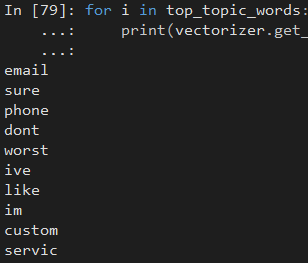 In [79]: for i in top_topic_words:
...: print(vectorizer.get_
...:
email
sure
phone
dont
worst
ive
like
im
custom
servic